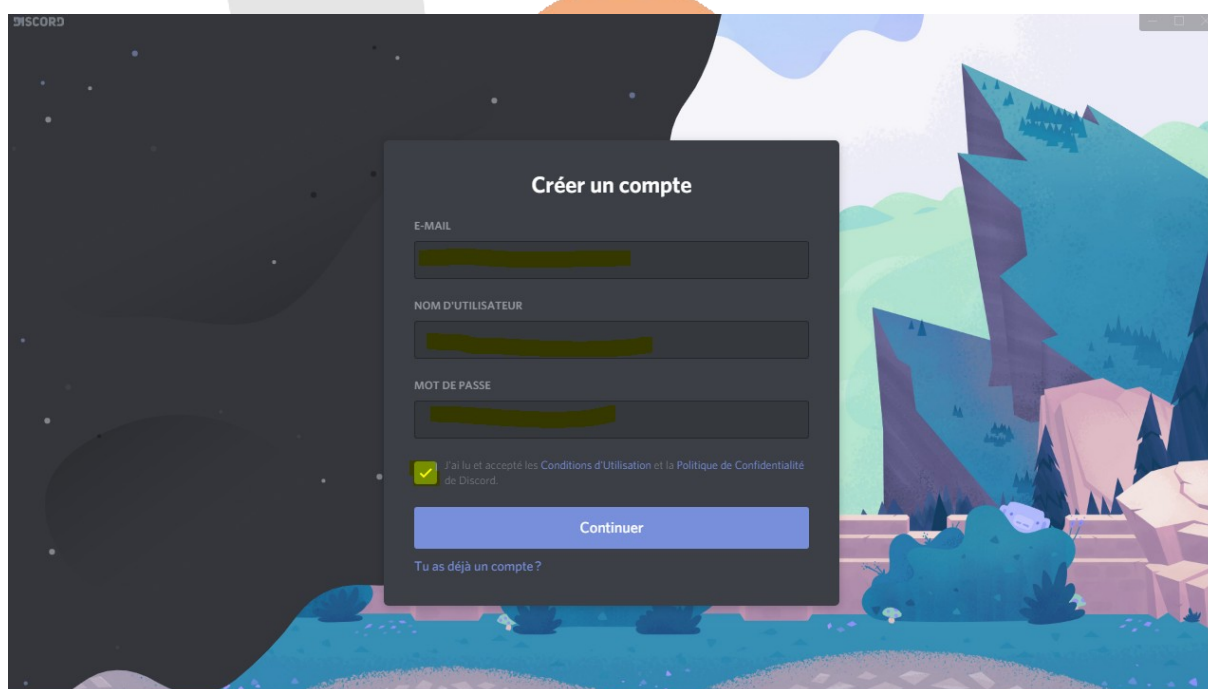 DISCORD
Créer un compte
E-MAIL
NOM D'UTILISATEUR
MOT DE PASSE
J'ai lu et accepté les Conditions d'Utilisation et la Politique de Confidentialité
de Discord.
Continuer
Tu as déjà un compte ?